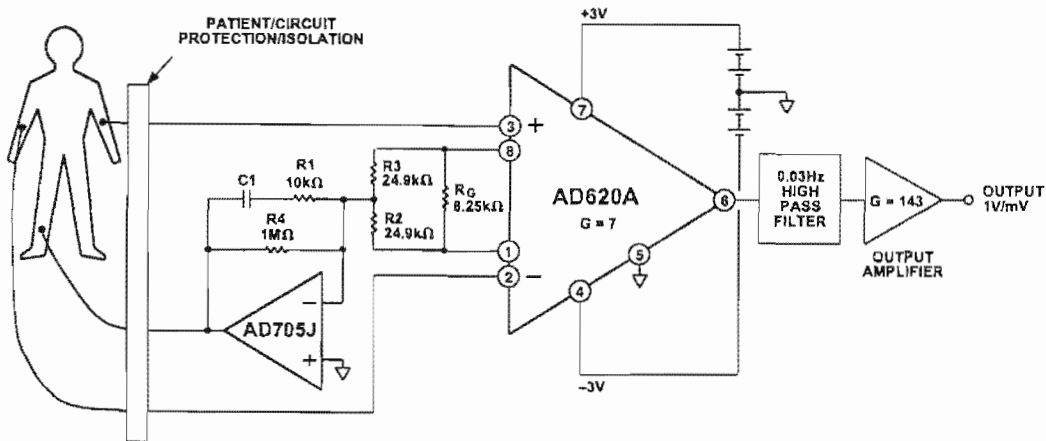 PATIENT/CIRCUIT
PROTECTION/ISOLATION
+3V
7
3
+
8
R1
10kΩ
C1
R3
24.9kΩ
RG
8.25kΩ
AD620A
G = 7
6
0.03Hz
HIGH
PASS
FILTER
G = 143
OUTPUT
1V/mV
R4
1MΩ
R2
24.9kΩ
1
2
−
5
4
OUTPUT
AMPLIFIER
−
AD705J
+
−3V